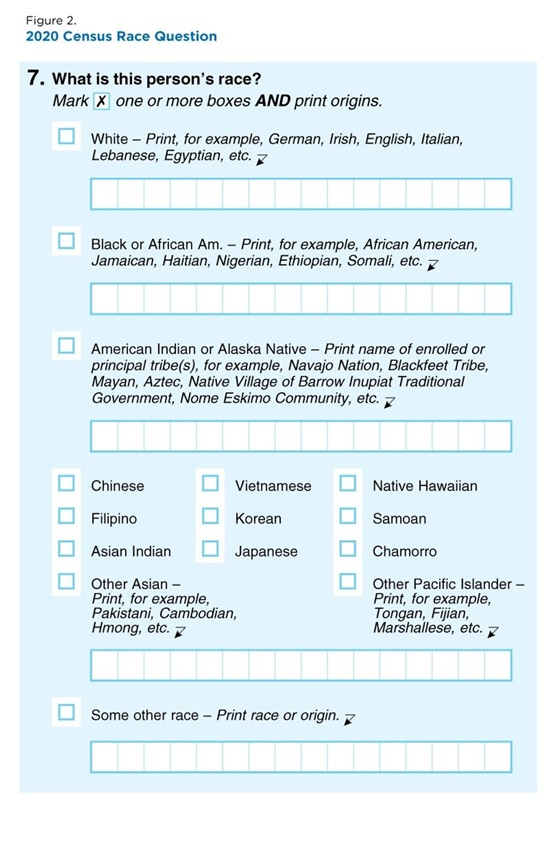 Figure 2.
2020 Census Race Question
7. What is this person's race?
Mark ✗ one or more boxes AND print origins.
White – Print, for example, German, Irish, English, Italian,
Lebanese, Egyptian, etc.
Black or African Am. – Print, for example, African American,
Jamaican, Haitian, Nigerian, Ethiopian, Somali, etc.
American Indian or Alaska Native – Print name of enrolled or
principal tribe(s), for example, Navajo Nation, Blackfeet Tribe,
Mayan, Aztec, Native Village of Barrow Inupiat Traditional
Government, Nome Eskimo Community, etc.
Chinese
Vietnamese
Native Hawaiian
Filipino
Korean
Samoan
Asian Indian
Japanese
Chamorro
Other Asian –
Print, for example,
Pakistani, Cambodian,
Hmong, etc.
Other Pacific Islander –
Print, for example,
Tongan, Fijian,
Marshallese, etc.
Some other race – Print race or origin.